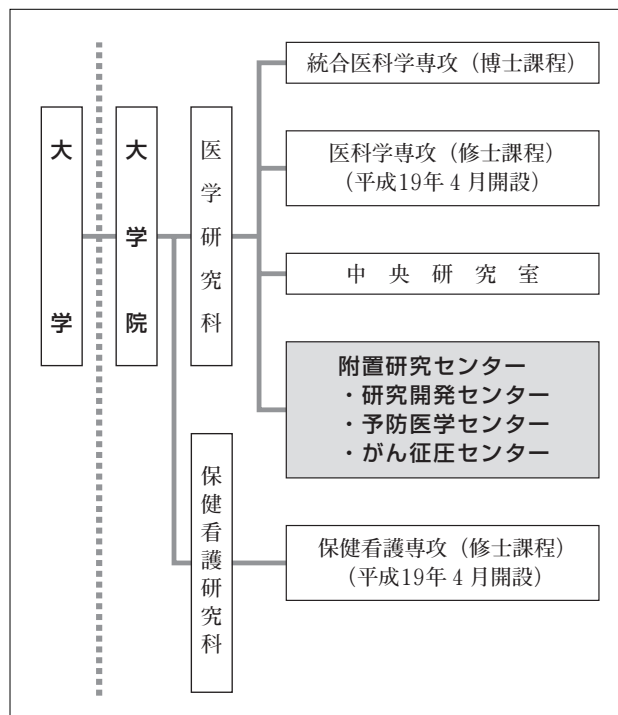 大学
大学院
医学研究科
統合医科学専攻（博士課程）
医科学専攻（修士課程）
（平成19年４月開設）
中央研究室
附置研究センター
・研究開発センター
・予防医学センター
・がん征圧センター
保健看護研究科
保健看護専攻（修士課程）
（平成19年４月開設）